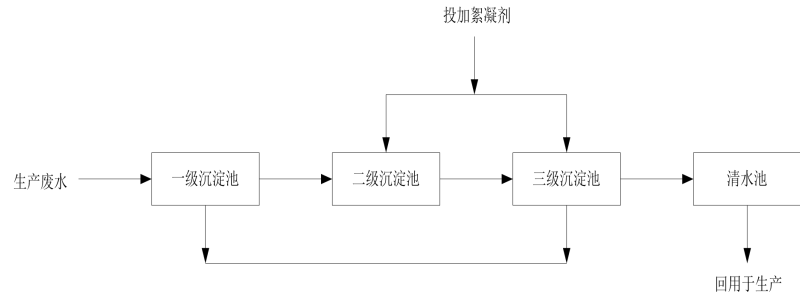 投加絮凝剂
生产废水
一级沉淀池
二级沉淀池
三级沉淀池
清水池
回用于生产